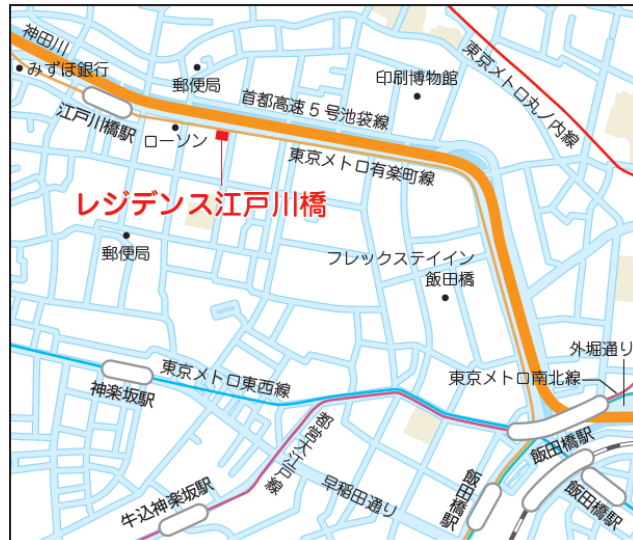 神田川
みずほ銀行
郵便局
印刷博物館
東京メトロ丸ノ内線
江戸川橋駅
ローソン
首都高速5号池袋線
東京メトロ有楽町線
レジデンス江戸川橋
郵便局
フレックステイイン
飯田橋
外堀通り
東京メトロ南北線
東京メトロ東西線
神楽坂駅
都営大江戸線
飯田橋駅
牛込神楽坂駅
早稲田通り
飯田橋駅
飯田橋駅